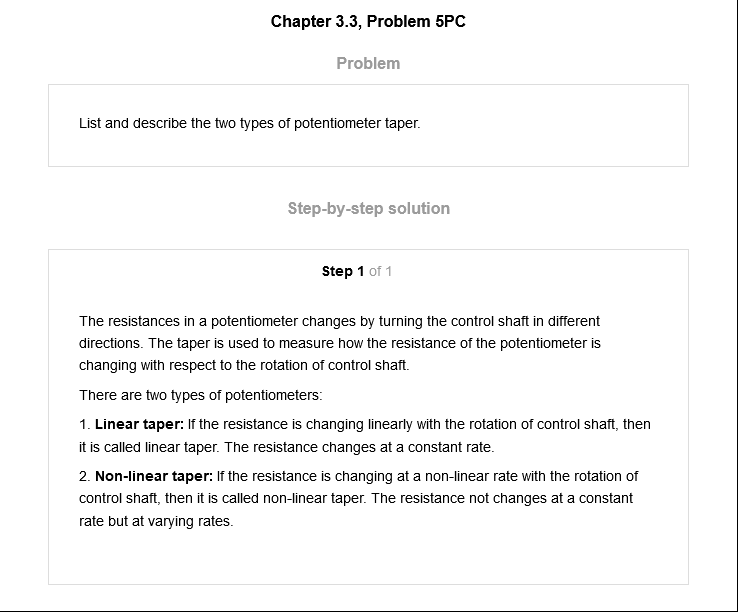 Chapter 3.3, Problem 5PC
Problem
List and describe the two types of potentiometer taper.
Step-by-step solution
Step 1 of 1
The resistances in a potentiometer changes by turning the control shaft in different
directions. The taper is used to measure how the resistance of the potentiometer is
changing with respect to the rotation of control shaft.
There are two types of potentiometers:
1. Linear taper: If the resistance is changing linearly with the rotation of control shaft, then
it is called linear taper. The resistance changes at a constant rate.
2. Non-linear taper: If the resistance is changing at a non-linear rate with the rotation of
control shaft, then it is called non-linear taper. The resistance not changes at a constant
rate but at varying rates.